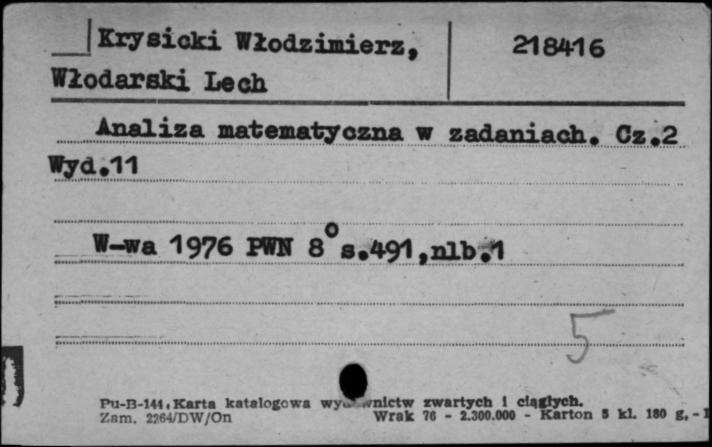 Krysicki Włodzimierz, 218416
Włodarski Lech
Analiza matematyczna w zadaniach. Cz.2
Wyd.11
W-wa 1976 PWN 8° s.491,nlb.1
5
Pu-B-144, Karta katalogowa wydawnictw zwartych i ciągłych.
Zam. 2264/DW/On Wrak 76 - 2.300.000 - Karton 5 kl. 180 g. -